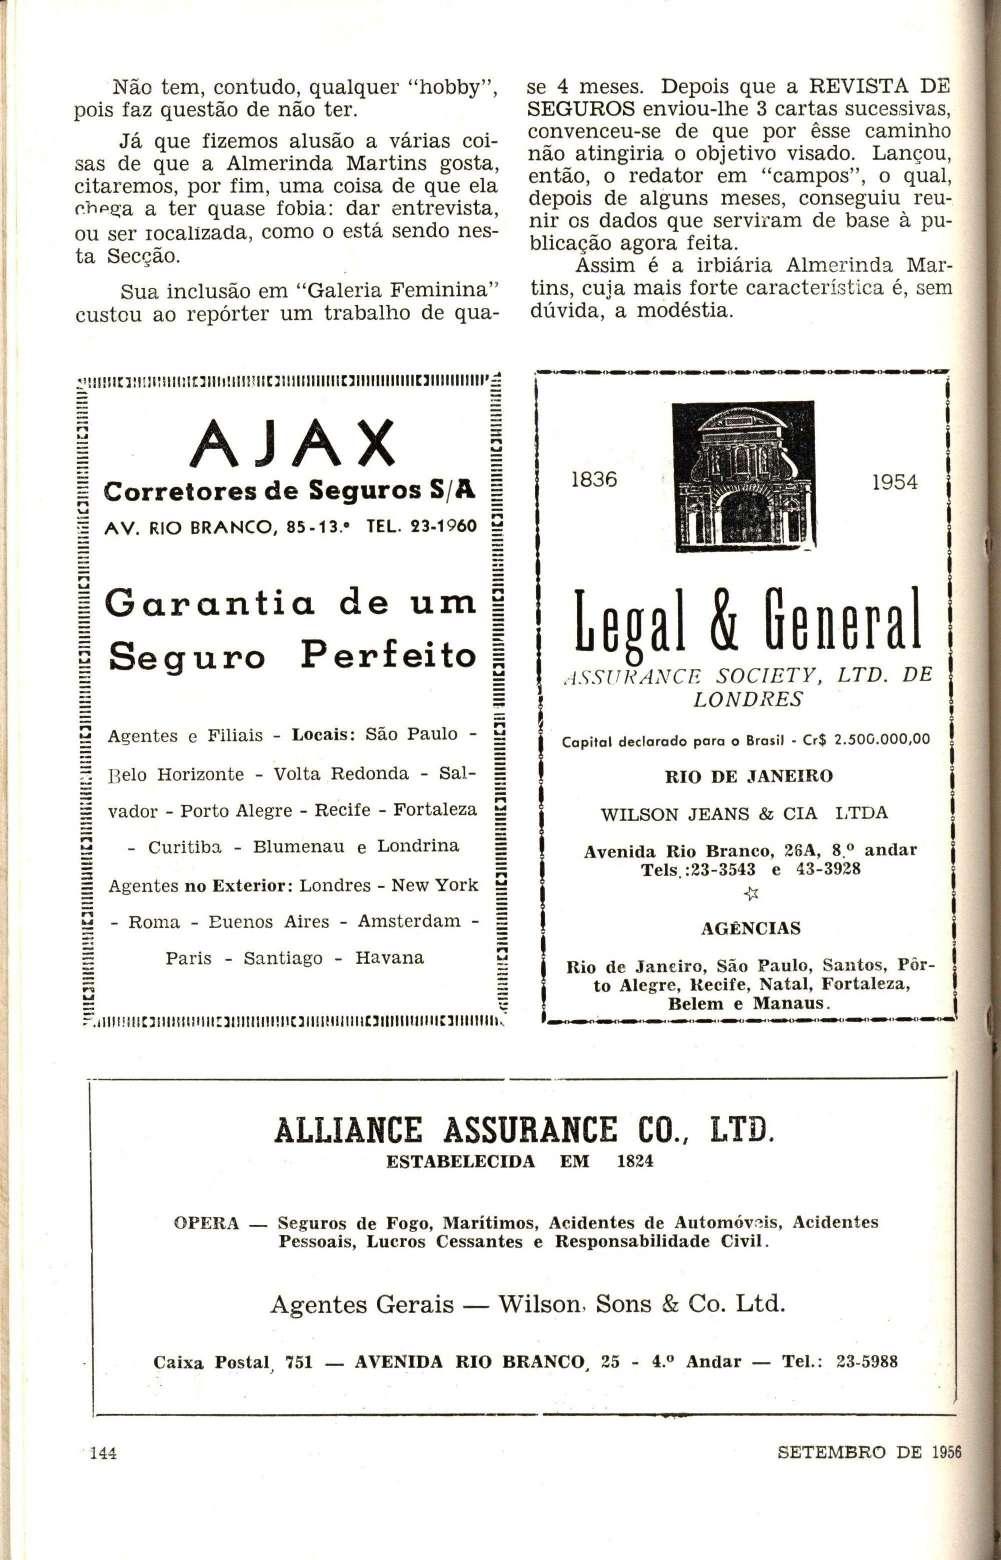 Não tem, contudo, qualquer “hobby”,
pois faz questão de não ter.
Já que fizemos alusão a várias coi-
sas de que a Almerinda Martins gosta,
citaremos, por fim, uma coisa de que ela
chega a ter quase fobia: dar entrevista,
ou ser focalizada, como o está sendo nes-
ta Secção.
Sua inclusão em “Galeria Feminina”
custou ao repórter um trabalho de qua-
se 4 meses. Depois que a REVISTA DE
SEGUROS enviou-lhe 3 cartas sucessivas,
convenceu-se de que por êsse caminho
não atingiria o objetivo visado. Lançou,
então, o redator em “campos”, o qual,
depois de alguns meses, conseguiu reu-
nir os dados que serviram de base à pu-
blicação agora feita.
Assim é a irbiária Almerinda Mar-
tins, cuja mais forte característica é, sem
dúvida, a modéstia.
AJAX
Corretores de Seguros S/A
AV. RIO BRANCO, 85-13.º TEL. 23-1960
Garantia de um
Seguro Perfeito
Agentes e Filiais - Locais: São Paulo -
Belo Horizonte - Volta Redonda - Sal-
vador - Porto Alegre - Recife - Fortaleza
- Curitiba - Blumenau e Londrina
Agentes no Exterior: Londres - New York
- Roma - Buenos Aires - Amsterdam -
Paris - Santiago - Havana
1836 1954
Legal & General
ASSURANCE SOCIETY, LTD. DE
LONDRES
Capital declarado para o Brasil - Cr$ 2.500.000,00
RIO DE JANEIRO
WILSON JEANS & CIA LTDA
Avenida Rio Branco, 26A, 8.º andar
Tels.:23-3543 e 43-3928
AGÊNCIAS
Rio de Janeiro, São Paulo, Santos, Pôr-
to Alegre, Recife, Natal, Fortaleza,
Belem e Manaus.
ALLIANCE ASSURANCE CO., LTD.
ESTABELECIDA EM 1824
OPERA — Seguros de Fogo, Marítimos, Acidentes de Automóveis, Acidentes
Pessoais, Lucros Cessantes e Responsabilidade Civil.
Agentes Gerais — Wilson, Sons & Co. Ltd.
Caixa Postal, 751 — AVENIDA RIO BRANCO, 25 - 4.º Andar — Tel.: 23-5988
144
SETEMBRO DE 1956